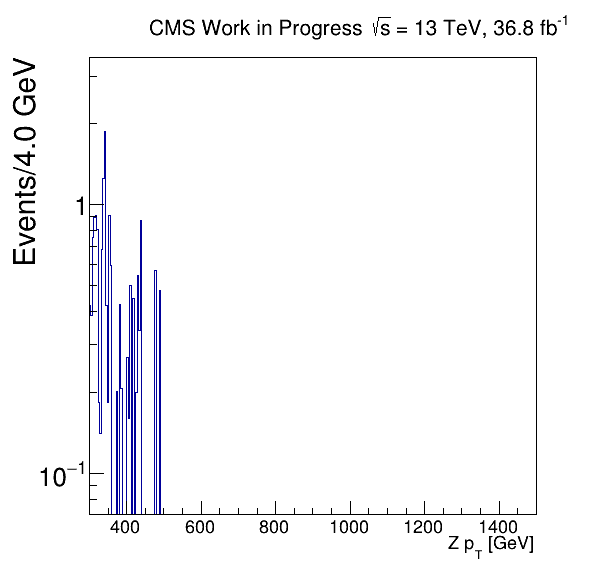 CMS Work in Progress √s = 13 TeV, 36.8 fb⁻¹
Events/4.0 GeV
1
10⁻¹
400 600 800 1000 1200 1400
Z p_T [GeV]